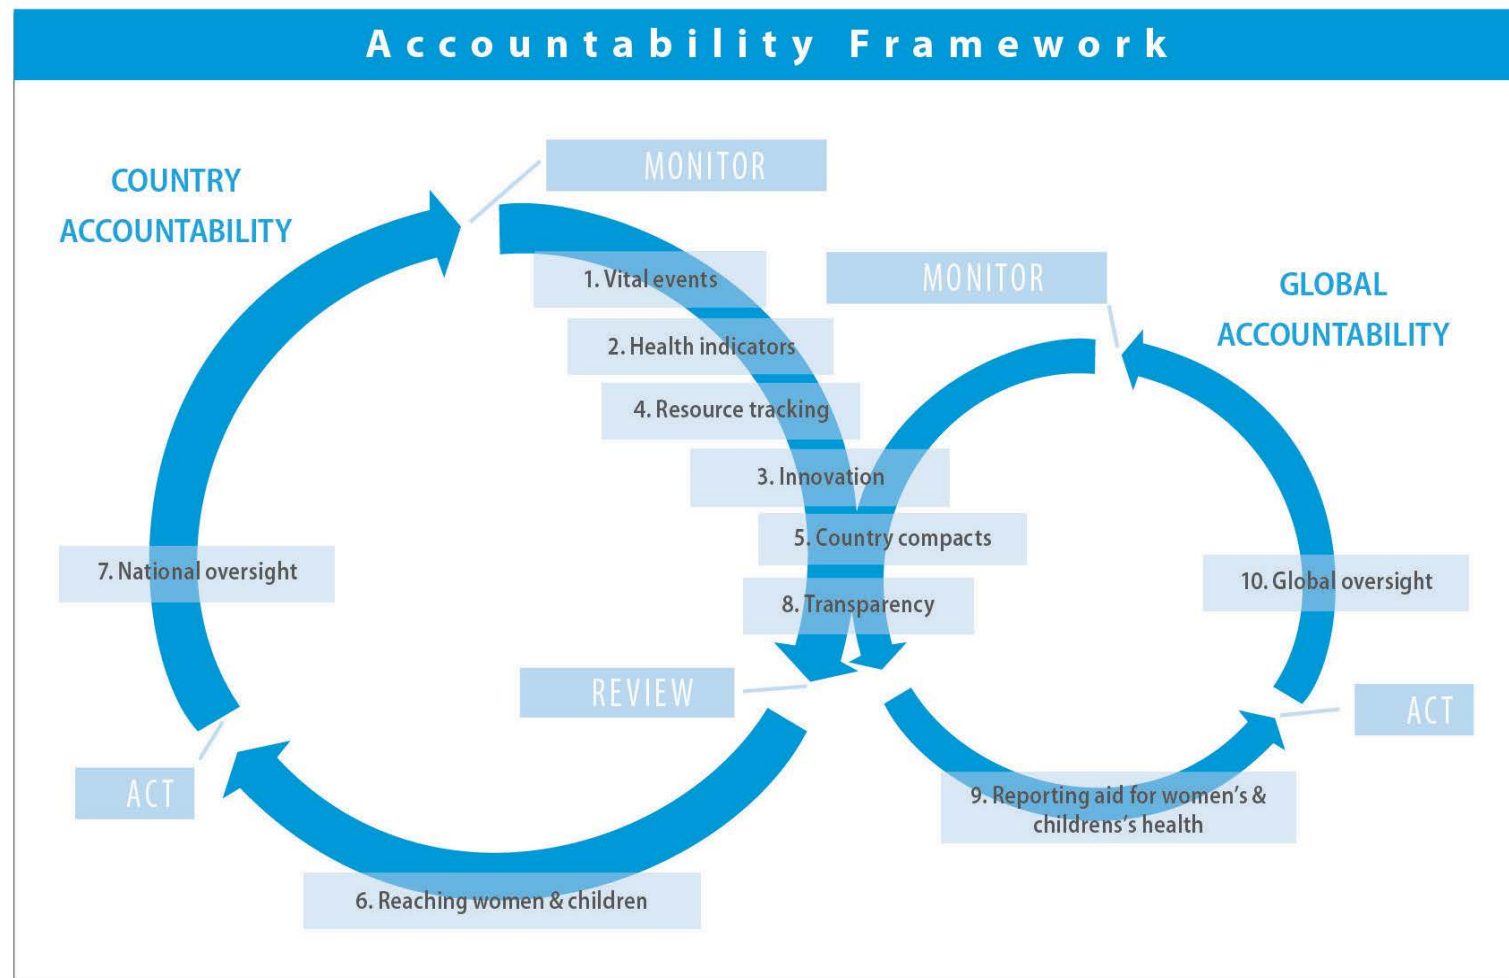 Accountability Framework
COUNTRY
ACCOUNTABILITY
MONITOR
1. Vital events
2. Health indicators
4. Resource tracking
3. Innovation
5. Country compacts
8. Transparency
REVIEW
7. National oversight
ACT
6. Reaching women & children
MONITOR
GLOBAL
ACCOUNTABILITY
10. Global oversight
ACT
9. Reporting aid for women’s &
childrens’s health